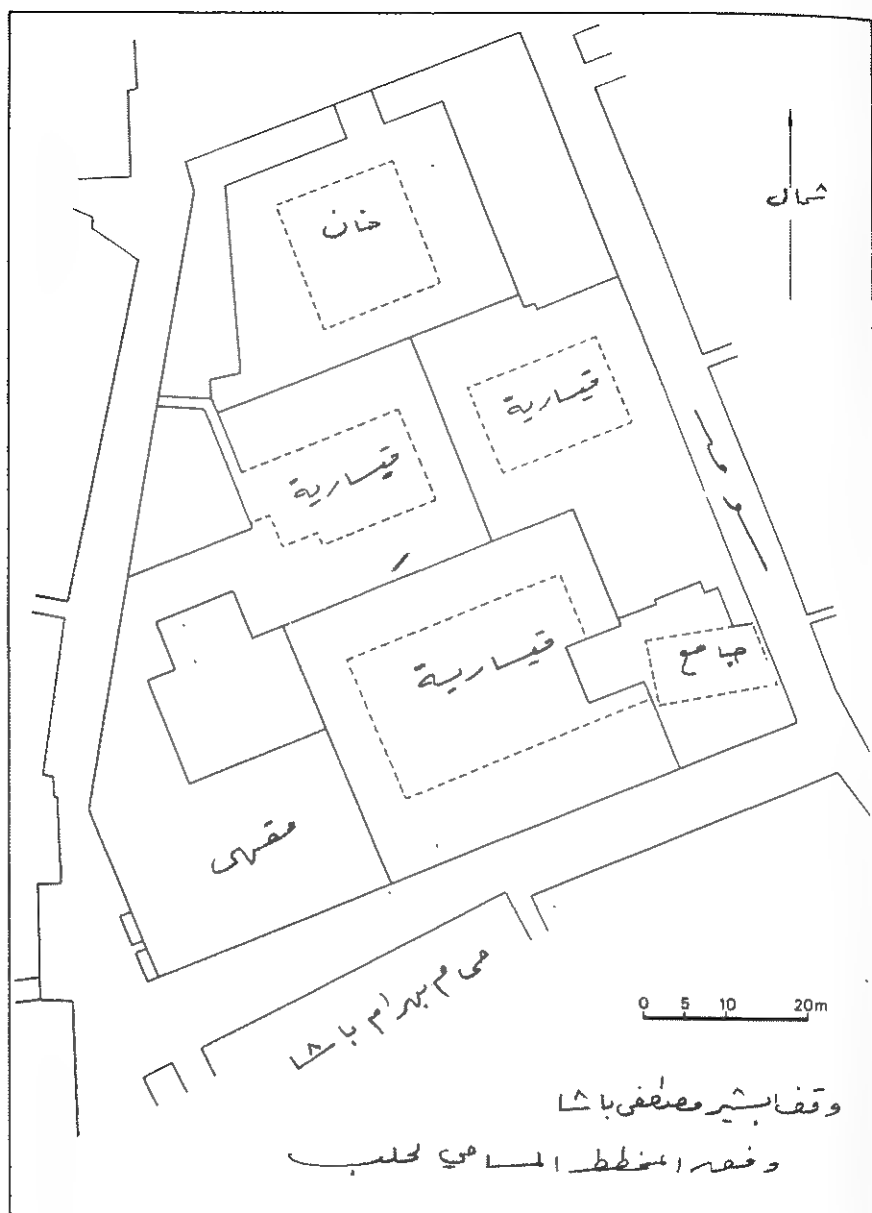 شمال
خان
قيسارية
قيسارية
قيسارية
جامع
مقهى
حمام بهرام باشا
0 5 10 20m
وقف ابشير مصطفى باشا
وفق المخطط المساحي لحلب